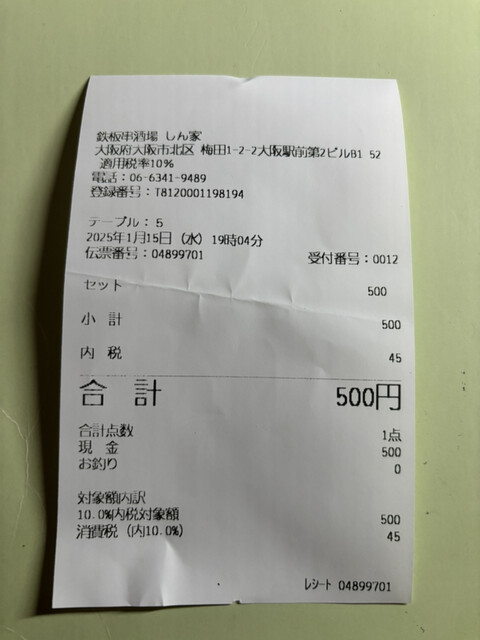 鉄板串酒場 しん家
大阪府大阪市北区 梅田1-2-2大阪駅前第2ビルB1 52
適用税率10%
電話：06-6341-9489
登録番号：T8120001198194
テーブル：5
2025年1月15日（水）19時04分
伝票番号：04899701 受付番号：0012
セット 500
小 計 500
内 税 45
合 計 500円
合計点数 1点
現 金 500
お釣り 0
対象額内訳
10.0%内税対象額 500
消費税（内10.0%） 45
レシート 04899701